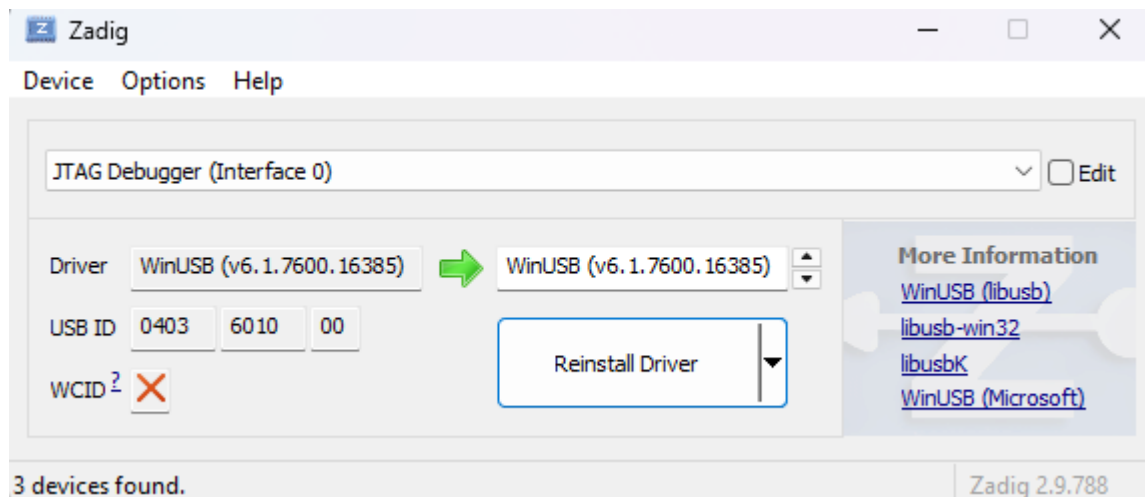 Zadig
Device Options Help
JTAG Debugger (Interface 0)
Edit
Driver WinUSB (v6.1.7600.16385) WinUSB (v6.1.7600.16385)
USB ID 0403 6010 00
WCID ?
Reinstall Driver
More Information
WinUSB (libusb)
libusb-win32
libusbK
WinUSB (Microsoft)
3 devices found.
Zadig 2.9.788